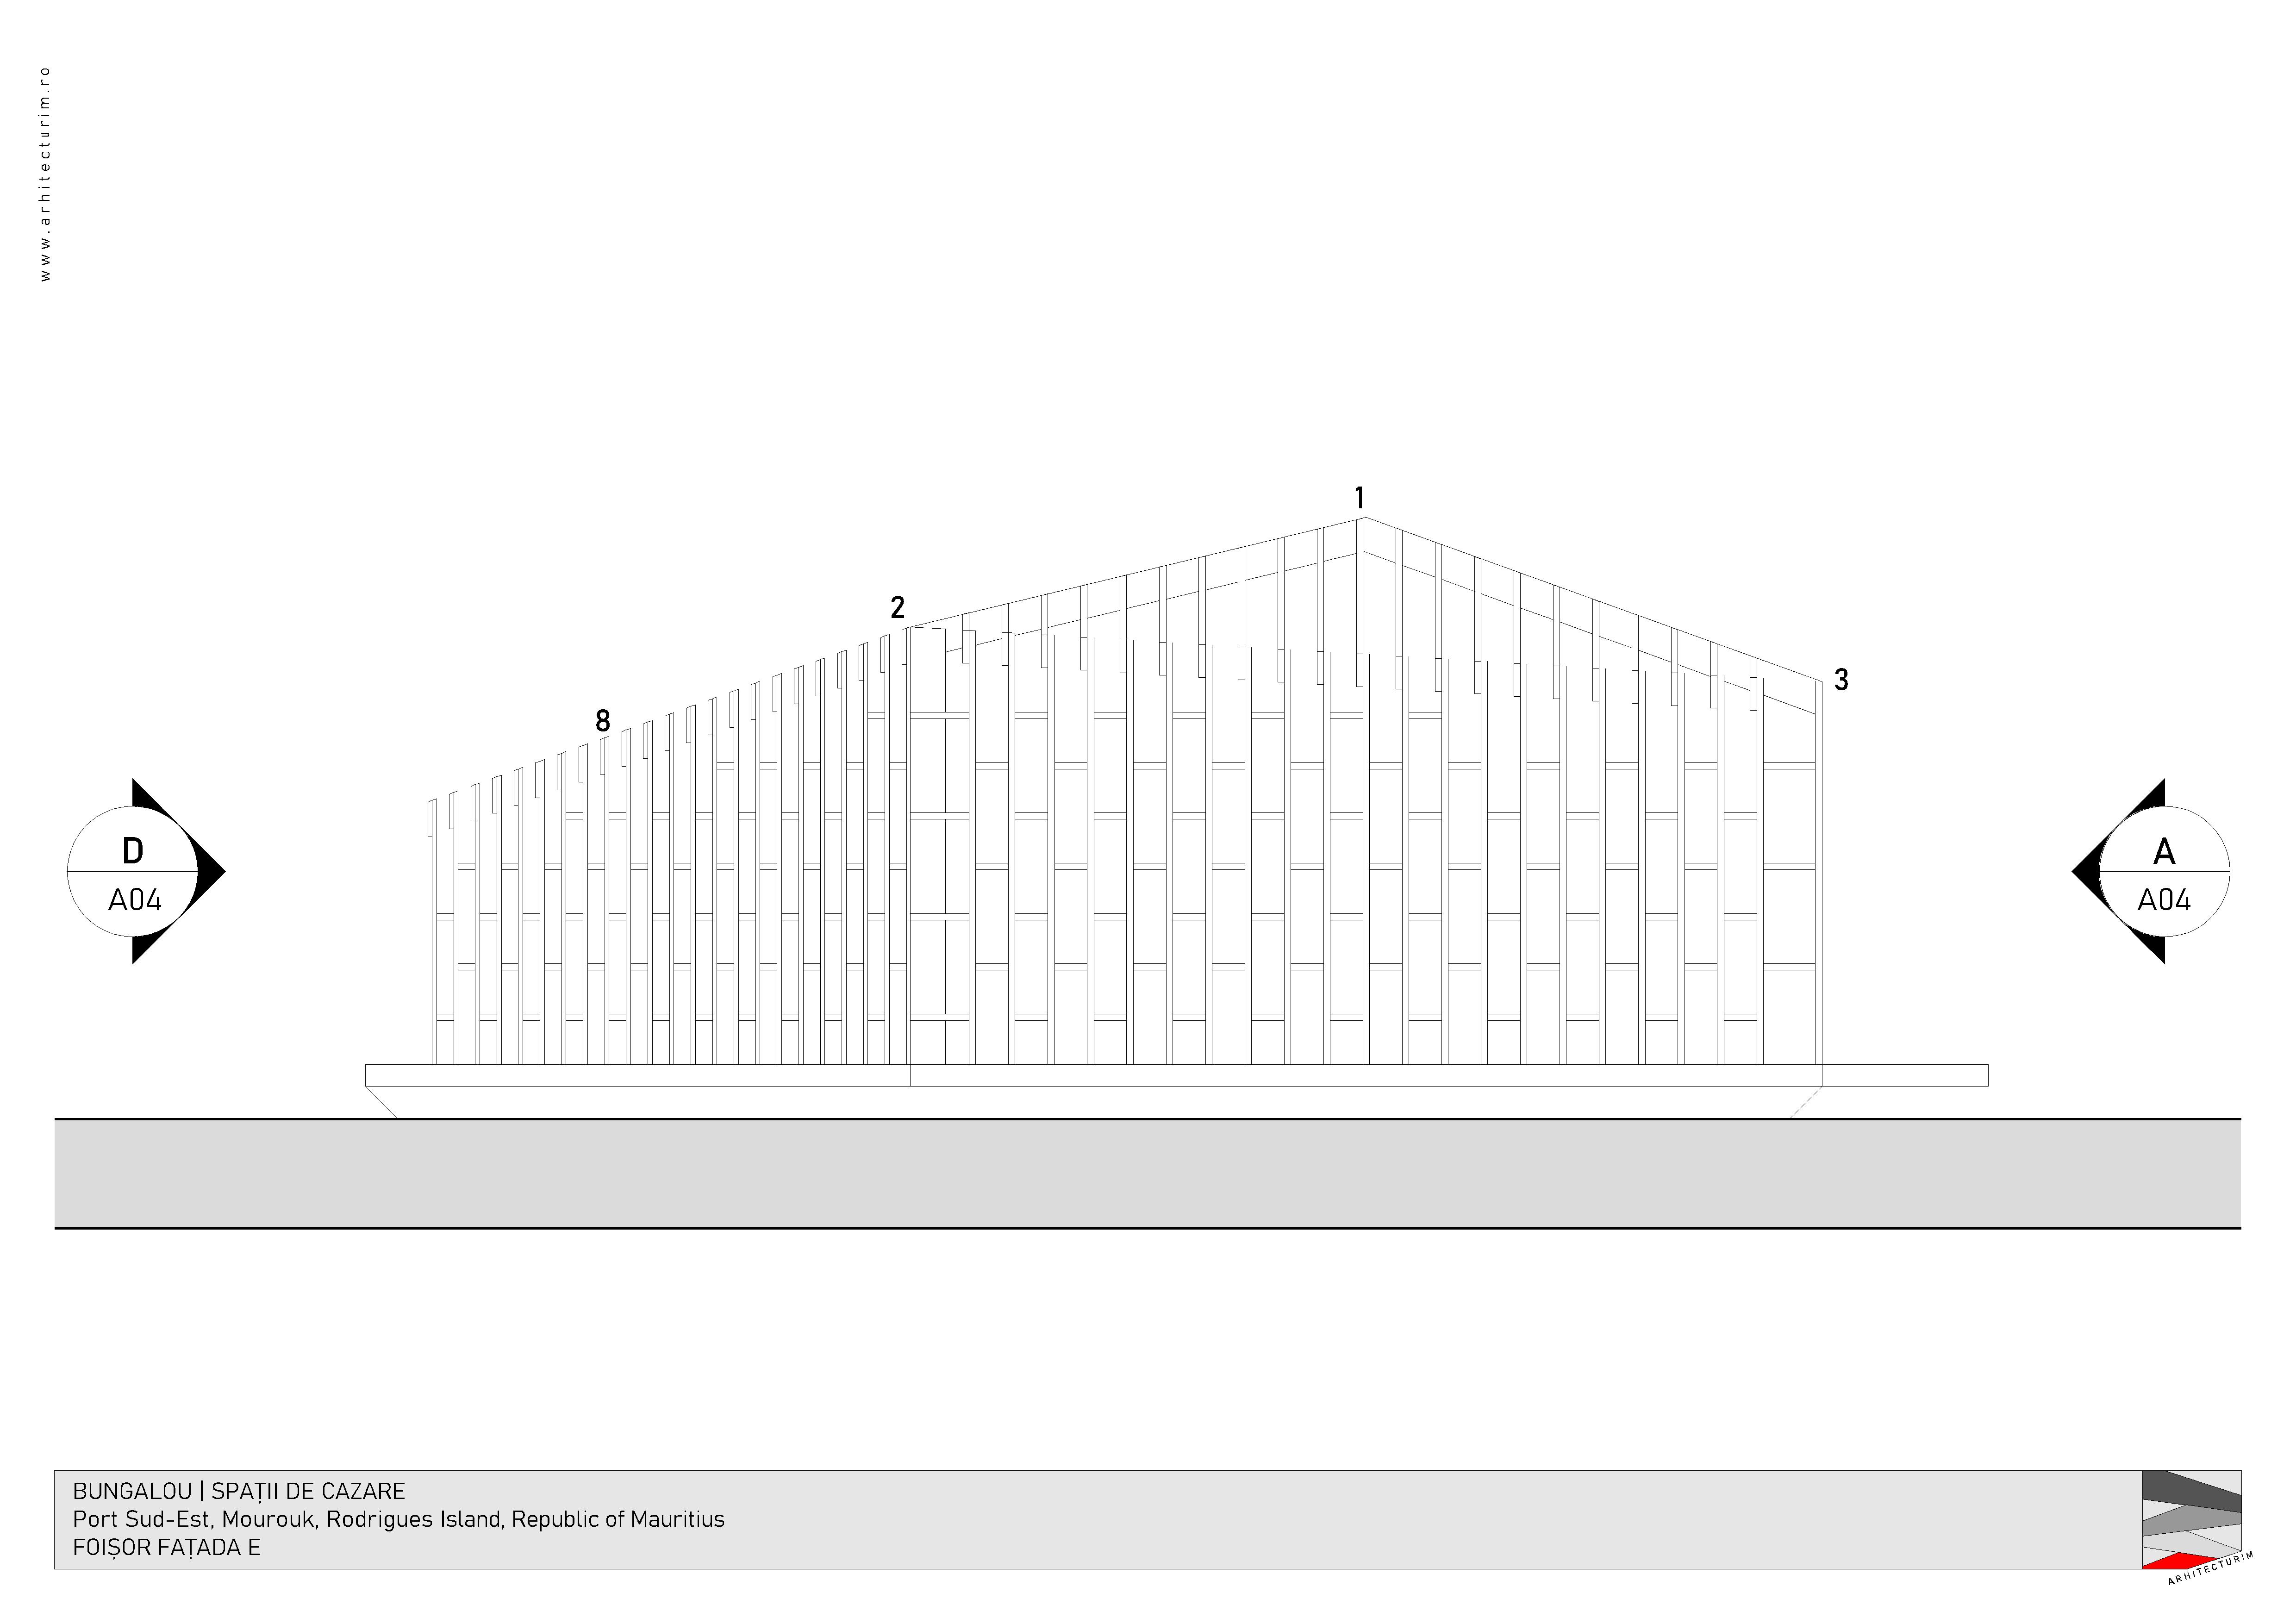 www.arhitecturim.ro
1
2
3
8
D
A04
A
A04
BUNGALOU | SPAȚII DE CAZARE
Port Sud-Est, Mourouk, Rodrigues Island, Republic of Mauritius
FOIȘOR FAȚADA E
ARHITECTURIM